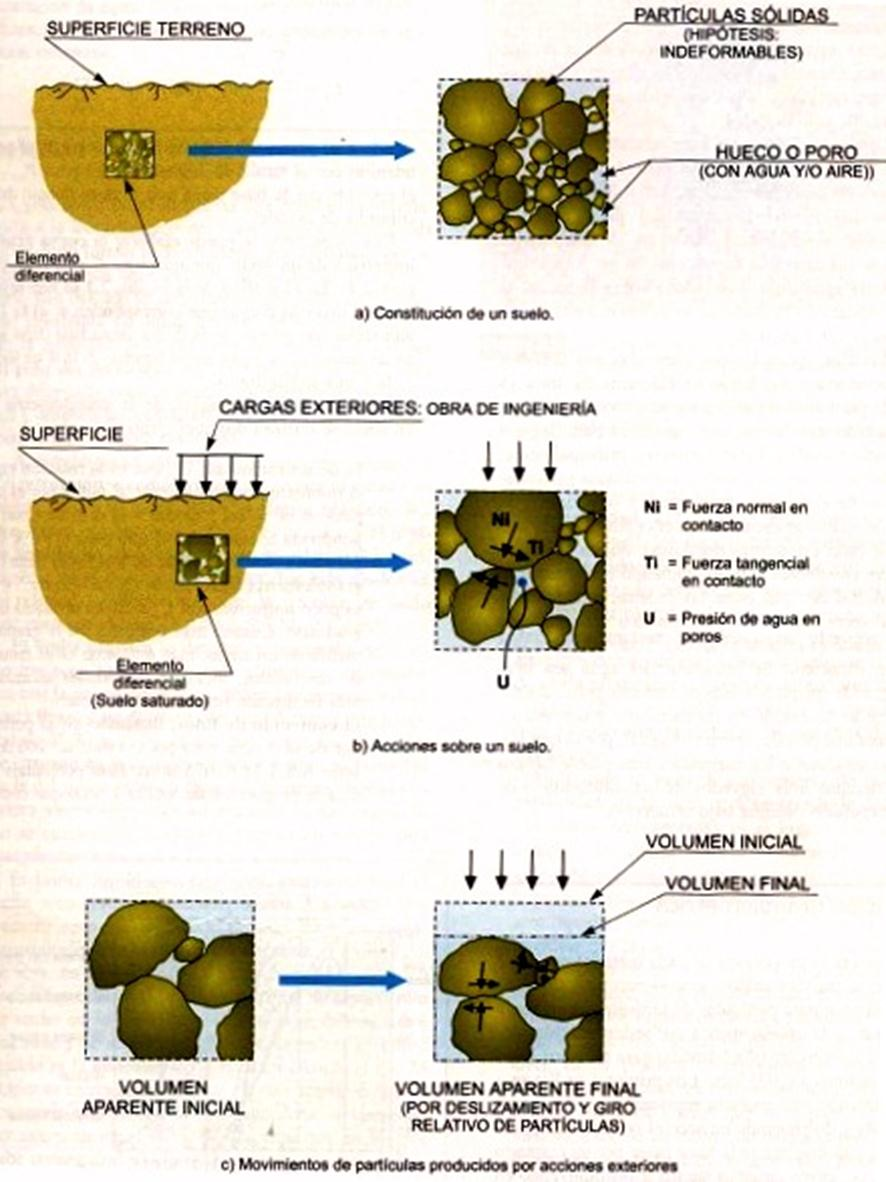 SUPERFICIE TERRENO
PARTÍCULAS SÓLIDAS
(HIPÓTESIS:
INDEFORMABLES)
HUECO O PORO
(CON AGUA Y/O AIRE))
Elemento
diferencial
a) Constitución de un suelo.
CARGAS EXTERIORES: OBRA DE INGENIERÍA
SUPERFICIE
Ni
Ti
U
Ni = Fuerza normal en
contacto
Ti = Fuerza tangencial
en contacto
U = Presión de agua en
poros
Elemento
diferencial
(Suelo saturado)
b) Acciones sobre un suelo.
VOLUMEN INICIAL
VOLUMEN FINAL
VOLUMEN
APARENTE INICIAL
VOLUMEN APARENTE FINAL
(POR DESLIZAMIENTO Y GIRO
RELATIVO DE PARTÍCULAS)
c) Movimientos de partículas producidos por acciones exteriores